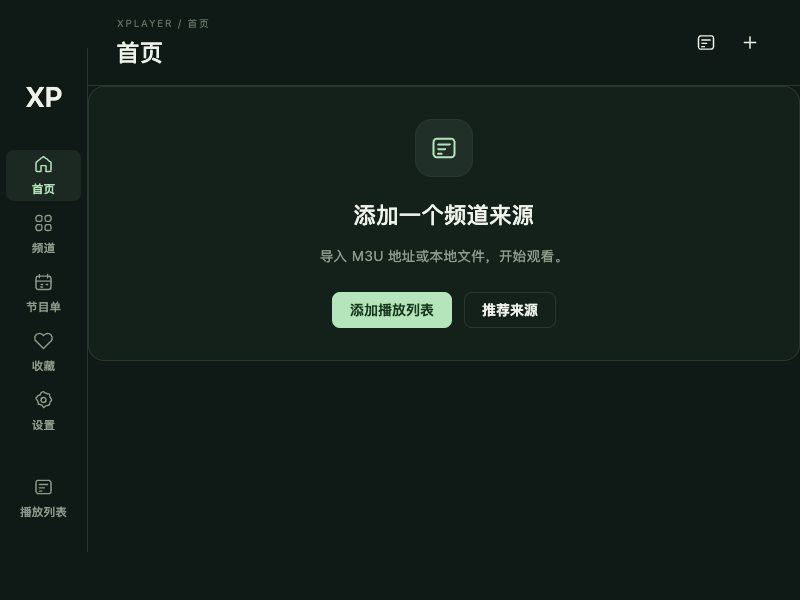 XPLAYER / 首页
首页
XP
首页
频道
节目单
收藏
设置
播放列表
添加一个频道来源
导入 M3U 地址或本地文件，开始观看。
添加播放列表
推荐来源